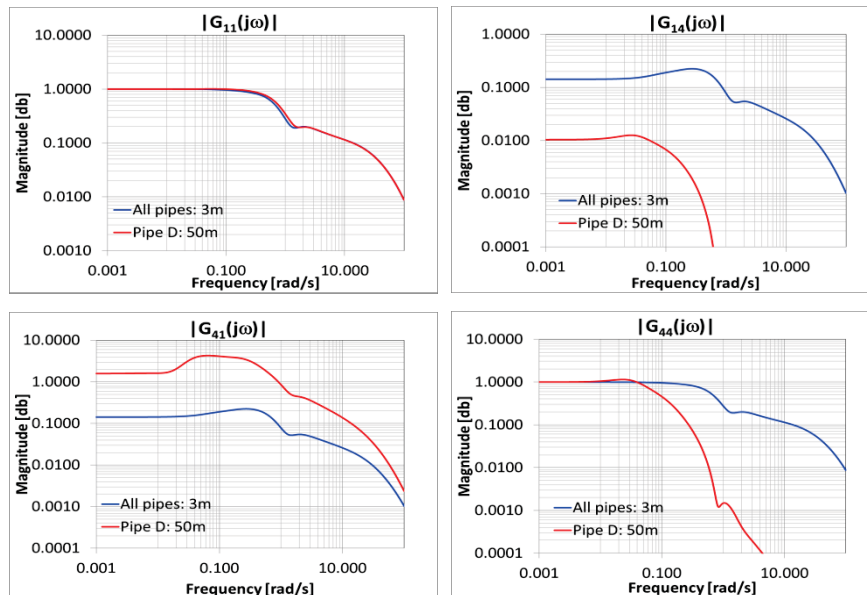 |G11(jω)|
10.0000
1.0000
0.1000
0.0100
0.0010
Magnitude [db]
All pipes: 3m
Pipe D: 50m
0.001
0.100
10.000
Frequency [rad/s]
|G14(jω)|
1.0000
0.1000
0.0100
0.0010
0.0001
Magnitude [db]
All pipes: 3m
Pipe D: 50m
0.001
0.100
10.000
Frequency [rad/s]
|G41(jω)|
10.0000
1.0000
0.1000
0.0100
0.0010
0.0001
Magnitude [db]
All pipes: 3m
Pipe D: 50m
0.001
0.100
10.000
Frequency [rad/s]
|G44(jω)|
10.0000
1.0000
0.1000
0.0100
0.0010
0.0001
Magnitude [db]
All pipes: 3m
Pipe D: 50m
0.001
0.100
10.000
Frequency [rad/s]